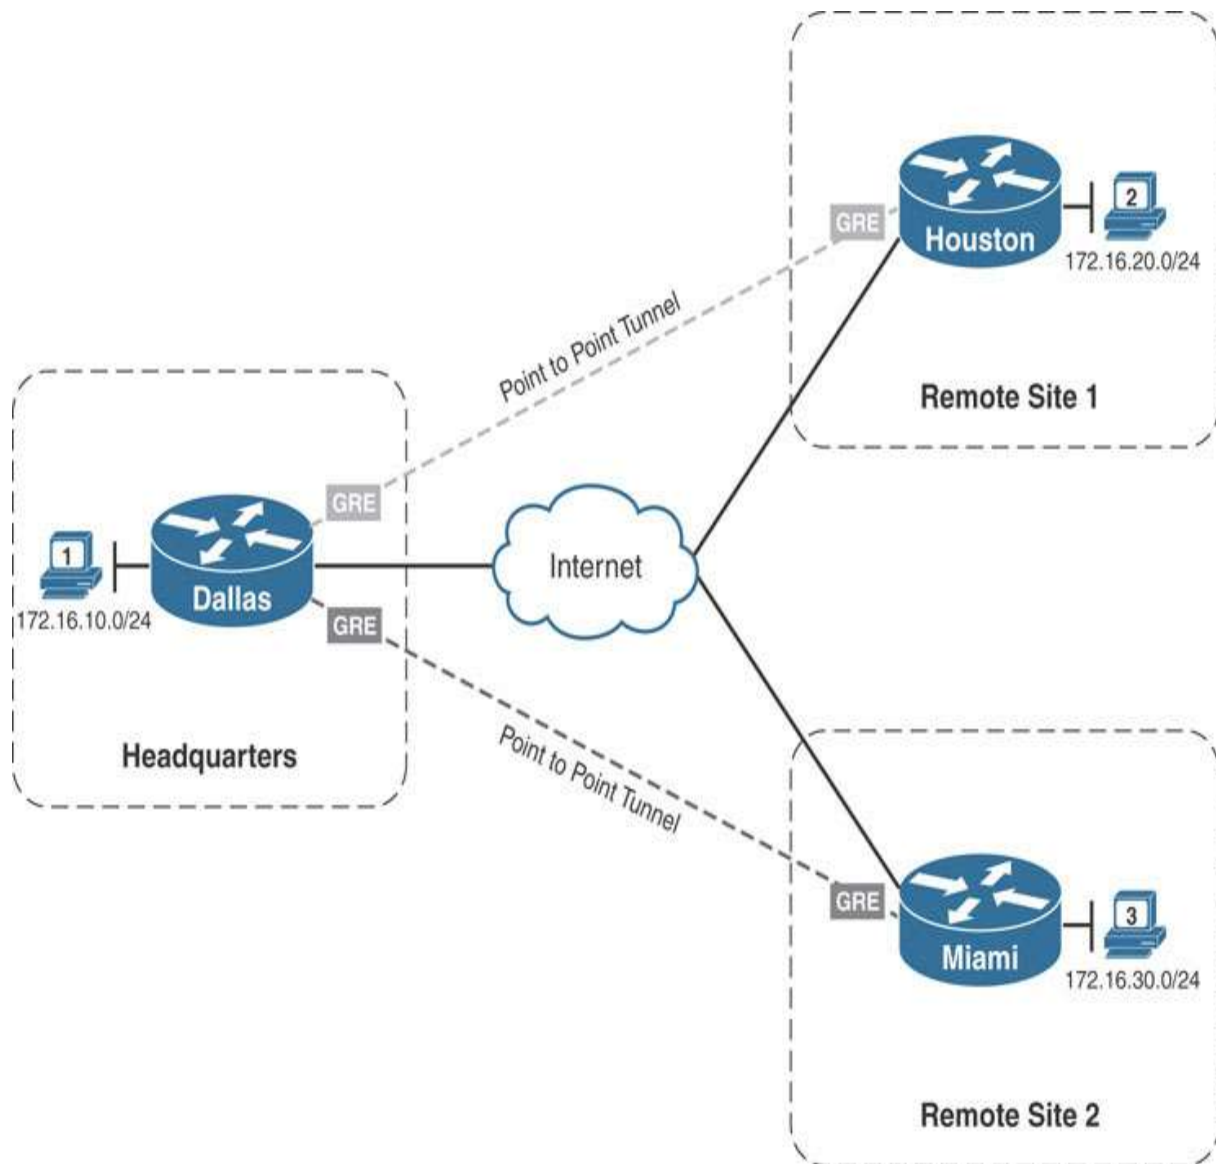 GRE
Houston
2
172.16.20.0/24
Point to Point Tunnel
Remote Site 1
GRE
1
Dallas
Internet
172.16.10.0/24
GRE
Headquarters
Point to Point Tunnel
GRE
Miami
3
172.16.30.0/24
Remote Site 2